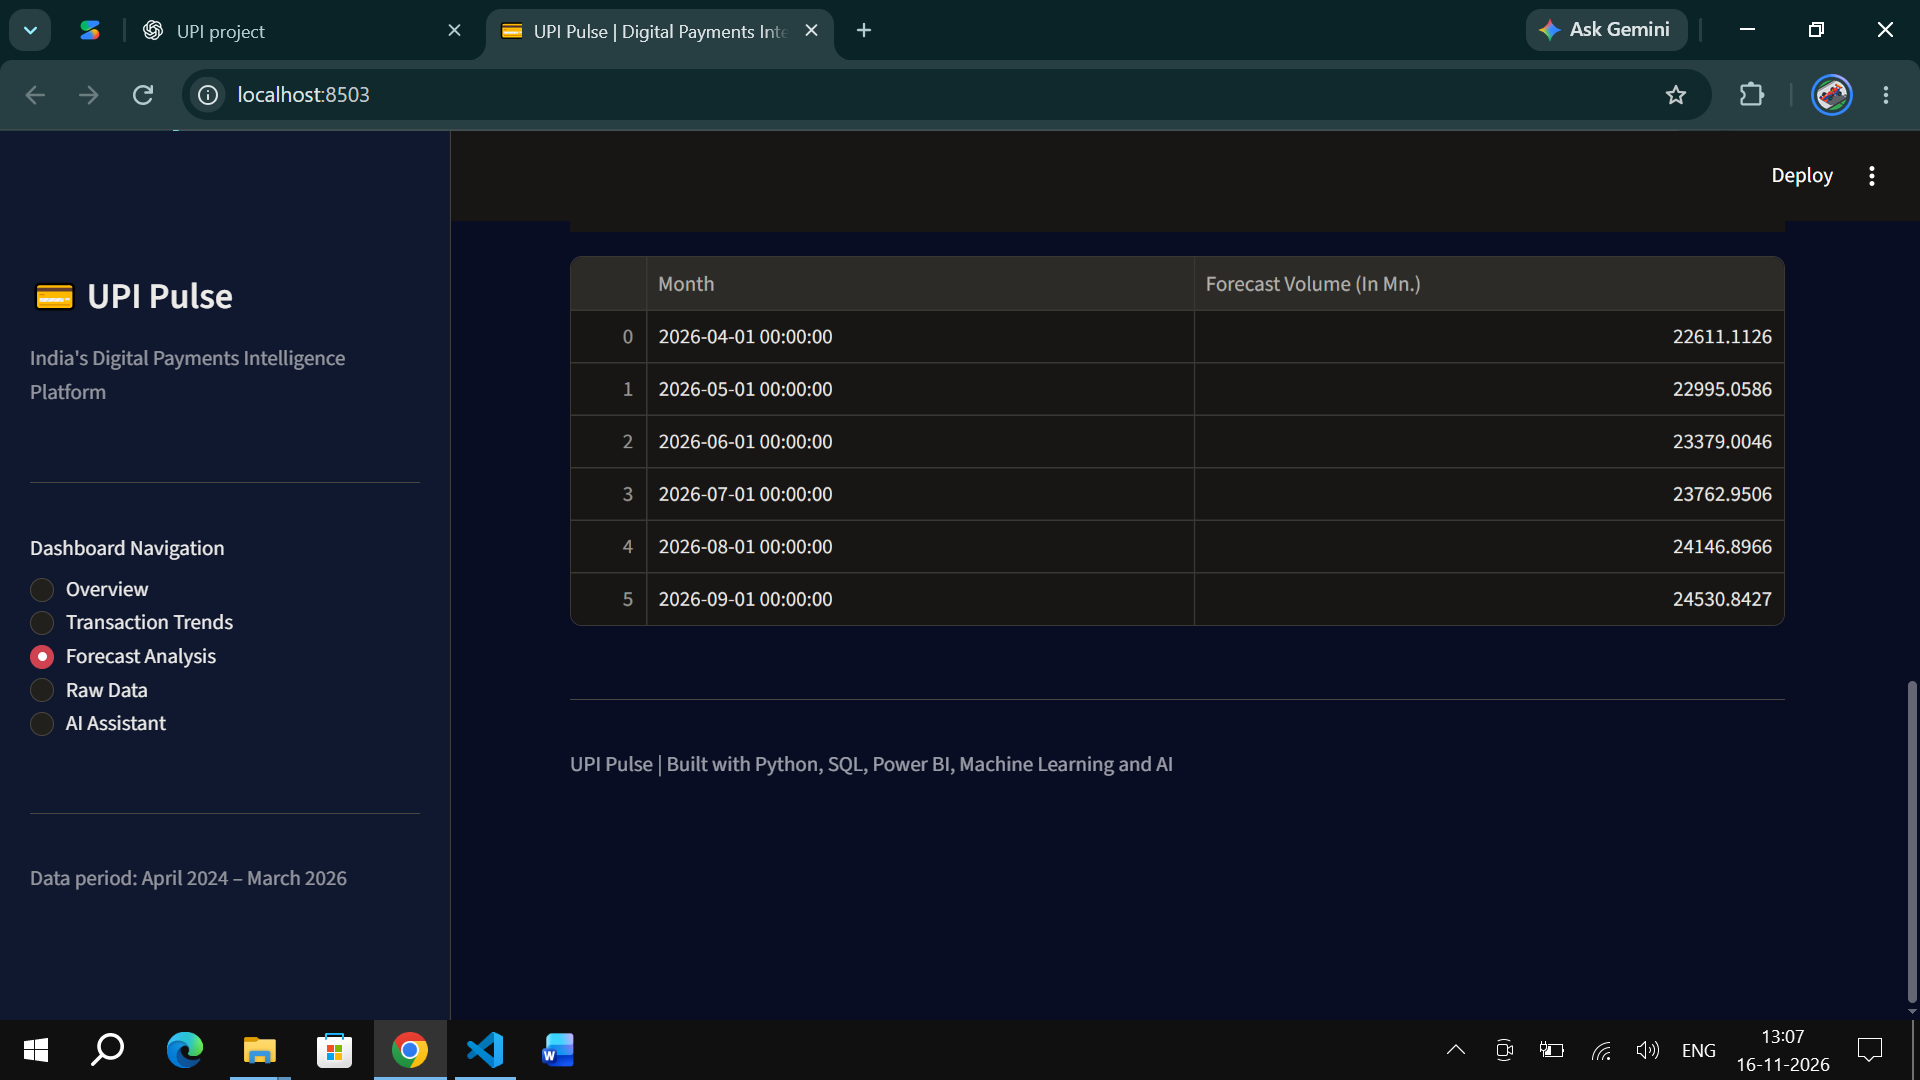 UPI project
UPI Pulse | Digital Payments Inte
Ask Gemini
localhost:8503
Deploy
UPI Pulse
India's Digital Payments Intelligence
Platform
Dashboard Navigation
Overview
Transaction Trends
Forecast Analysis
Raw Data
AI Assistant
Data period: April 2024 – March 2026
Month Forecast Volume (In Mn.)
0 2026-04-01 00:00:00 22611.1126
1 2026-05-01 00:00:00 22995.0586
2 2026-06-01 00:00:00 23379.0046
3 2026-07-01 00:00:00 23762.9506
4 2026-08-01 00:00:00 24146.8966
5 2026-09-01 00:00:00 24530.8427
UPI Pulse | Built with Python, SQL, Power BI, Machine Learning and AI
W
ENG
13:07
16-11-2026